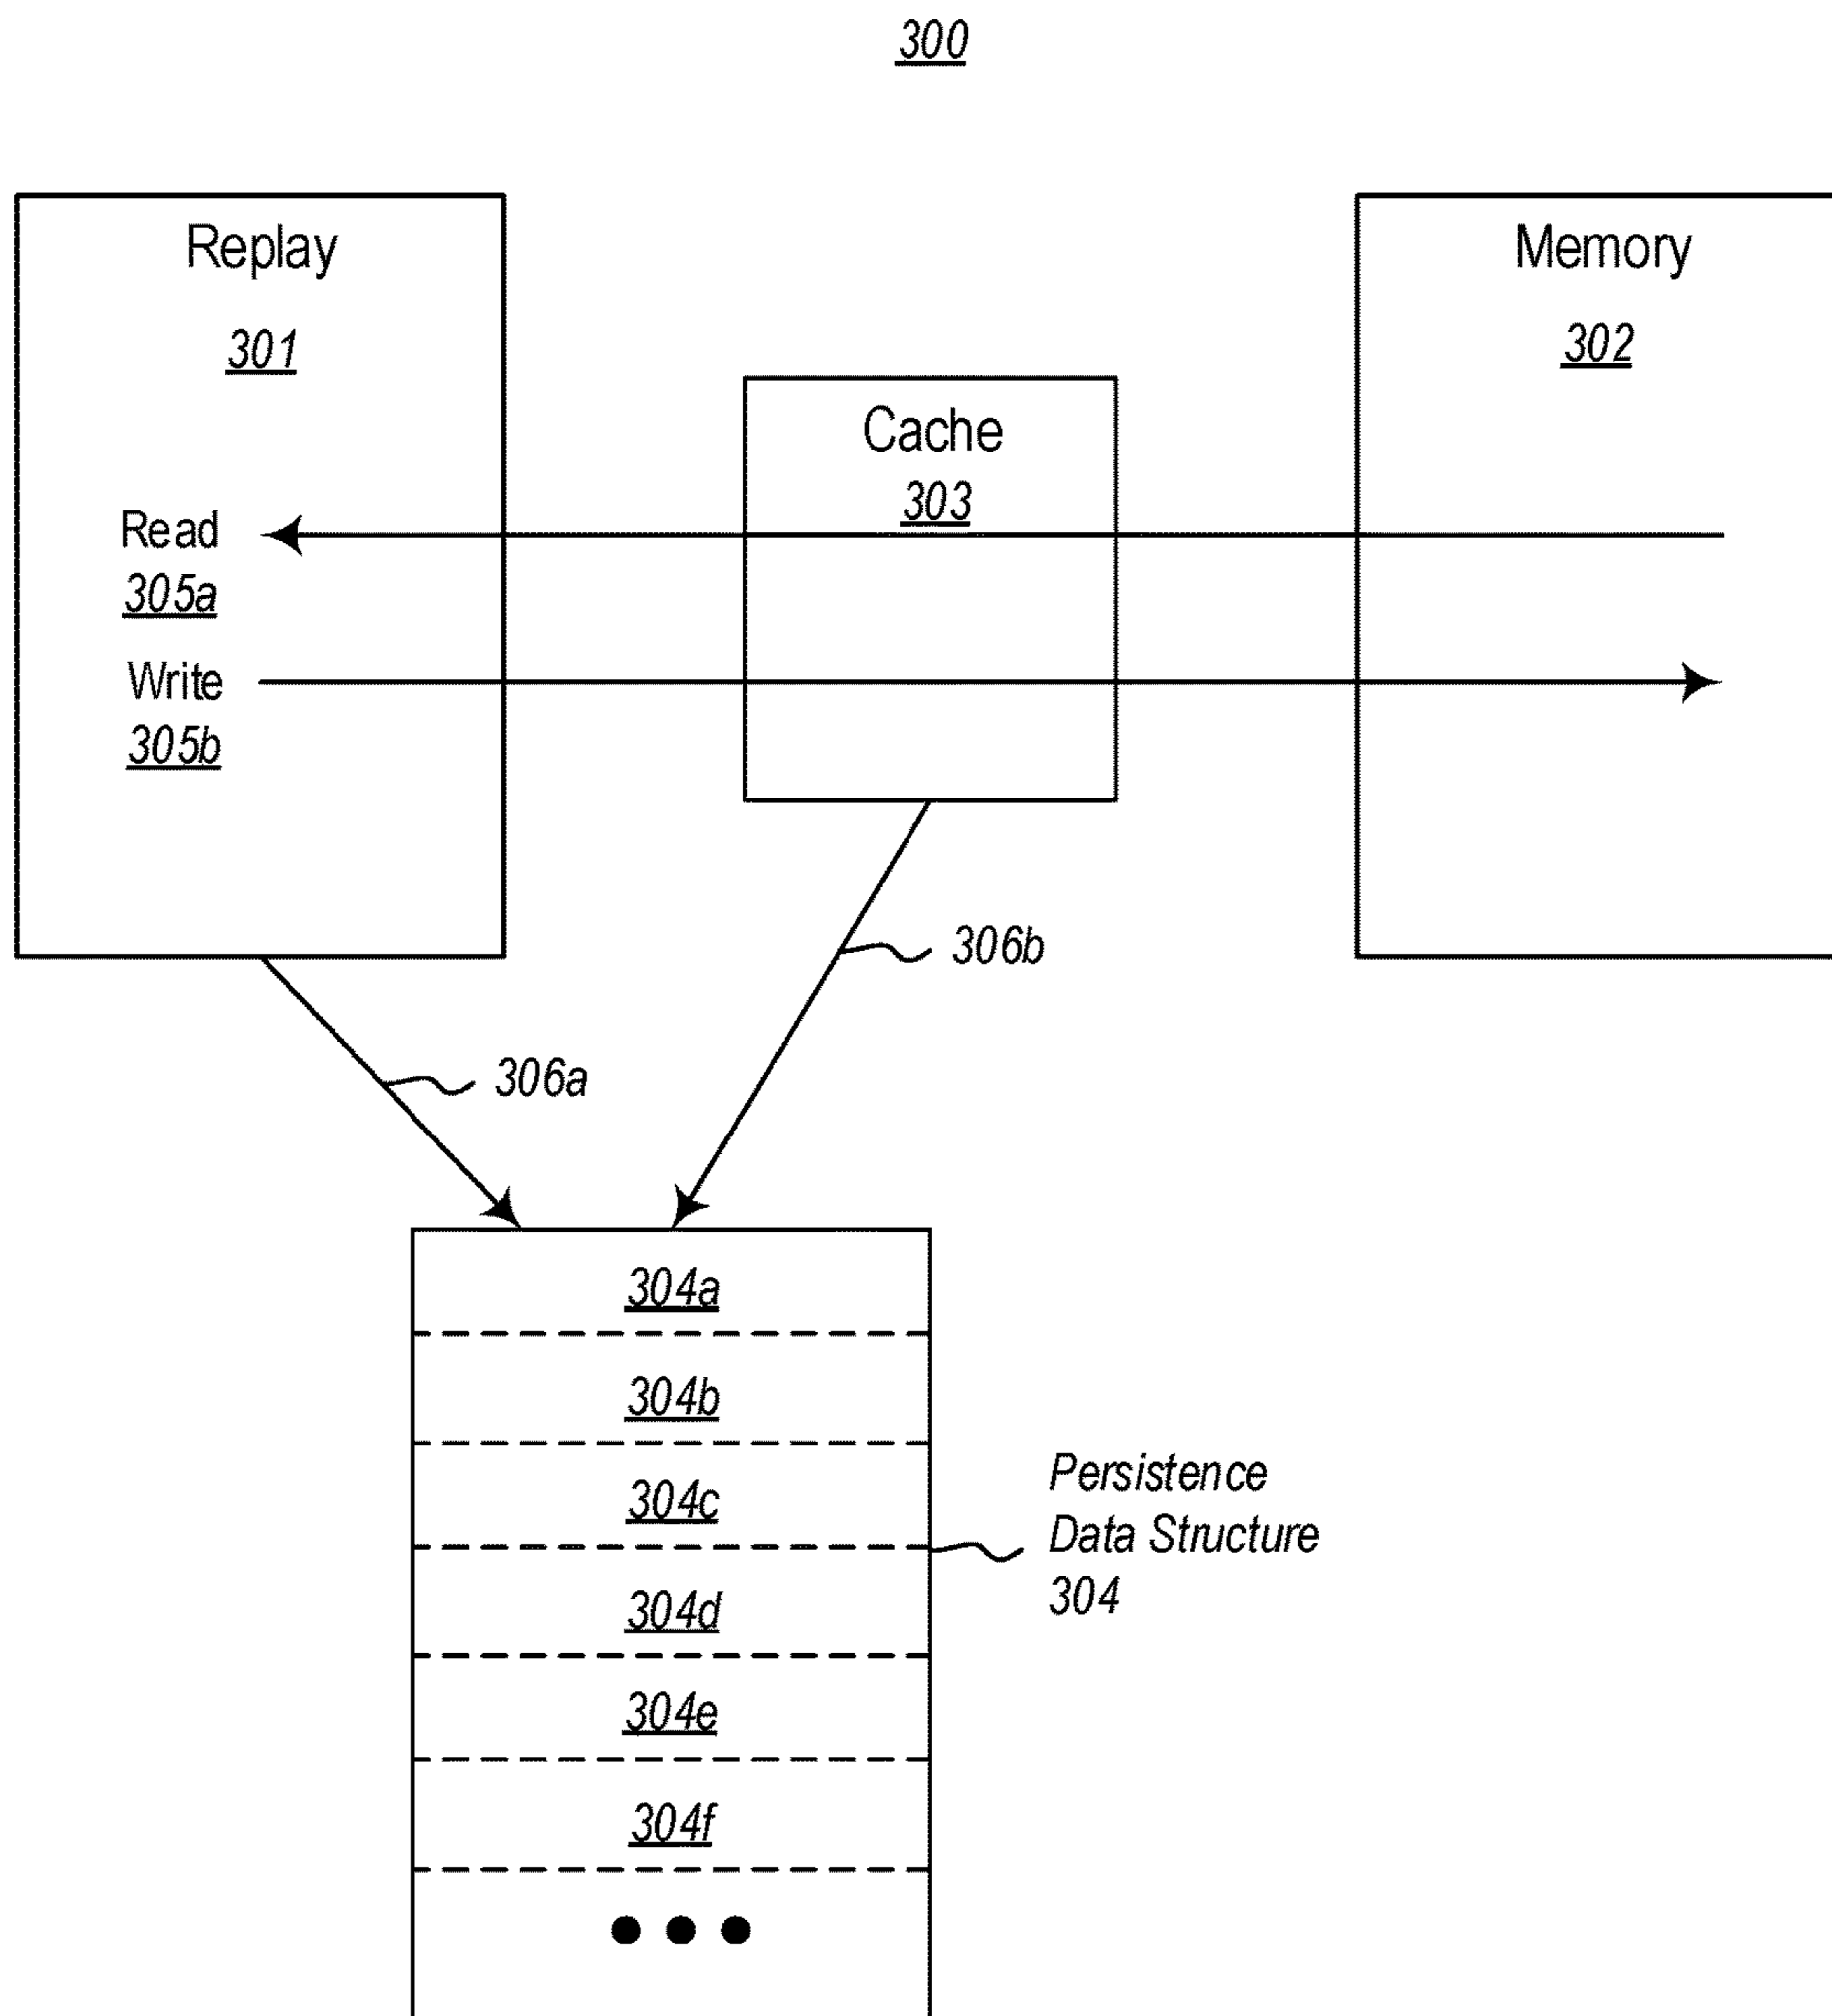 300
Replay
301
Memory
302
Cache
303
Read
305a
Write
305b
306b
306a
304a
304b
304c
304d
304e
304f
Persistence
Data Structure
304